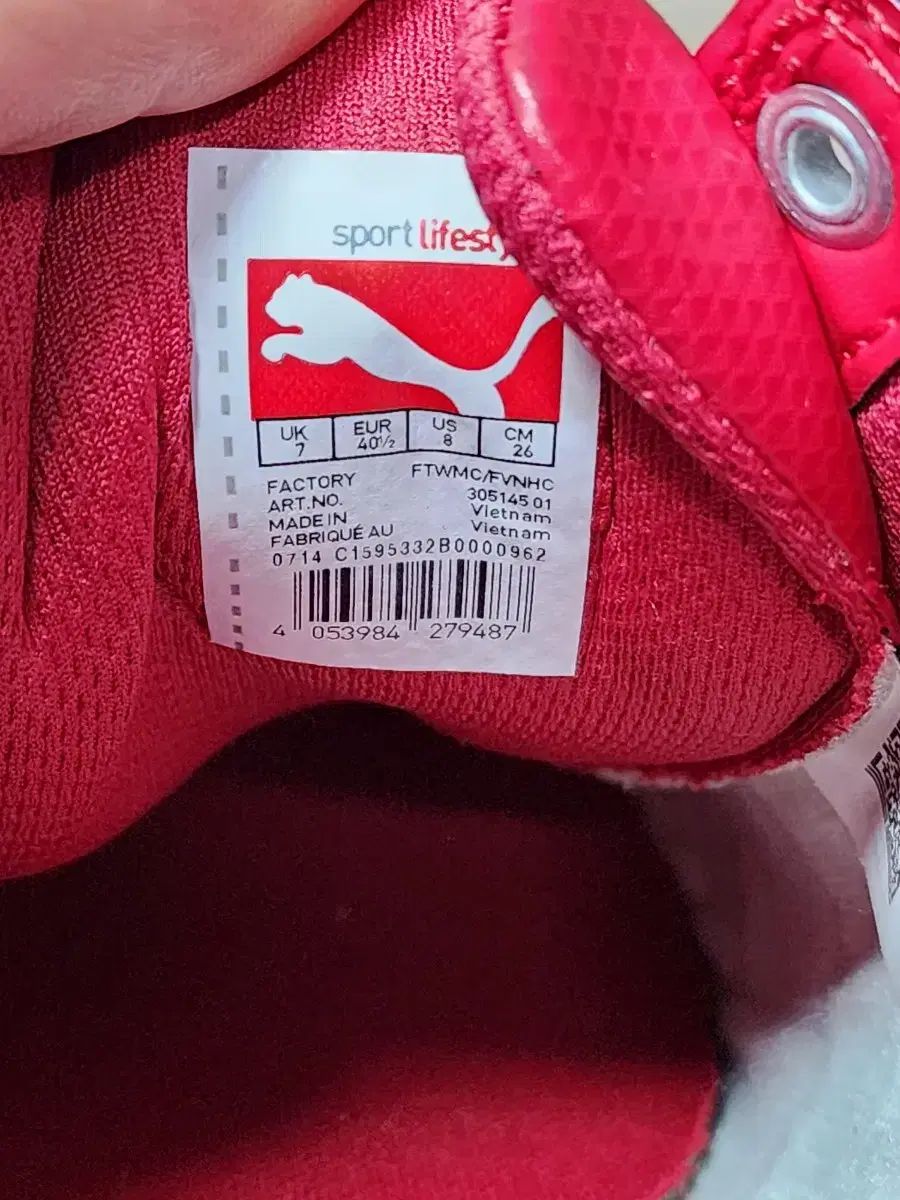 sport lifesty
UK EUR US CM
7 40½ 8 26
FACTORY FTWMC/FVNHC
ART.NO. 305145 01
MADE IN Vietnam
FABRIQUÉ AU Vietnam
0714 C1595332B0000962
4 053984 279487